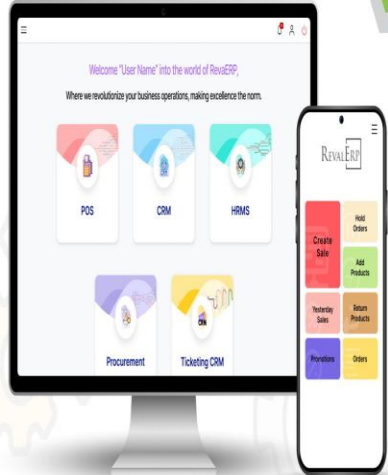 Welcome "User Name" into the world of RevaERP,
Where we revolutionize your business operations, making excellence the norm.
POS
CRM
HRMS
Procurement
Ticketing CRM
REVALERP
Create
Sale
Hold
Orders
Add
Products
Yesterday
Sales
Return
Products
Promotions
Orders